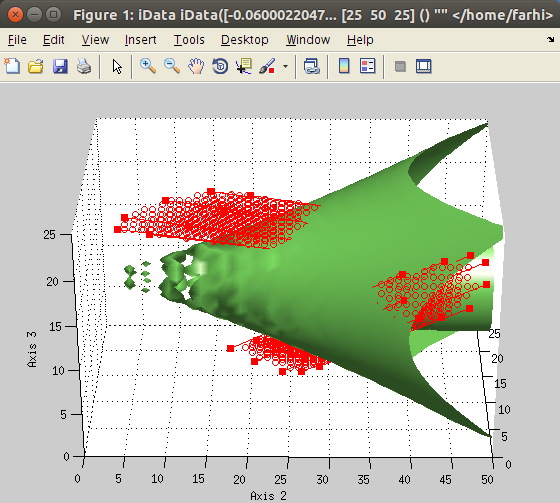 Figure 1: iData iData([-0.0600022047... [25 50 25] () "" </home/farhi>
File Edit View Insert Tools Desktop Window Help
25
20
15
10
5
0
Axis 3
0 5 10 15 20 25 30 35 40 45 50
Axis 2
25
20
15
10
5
0